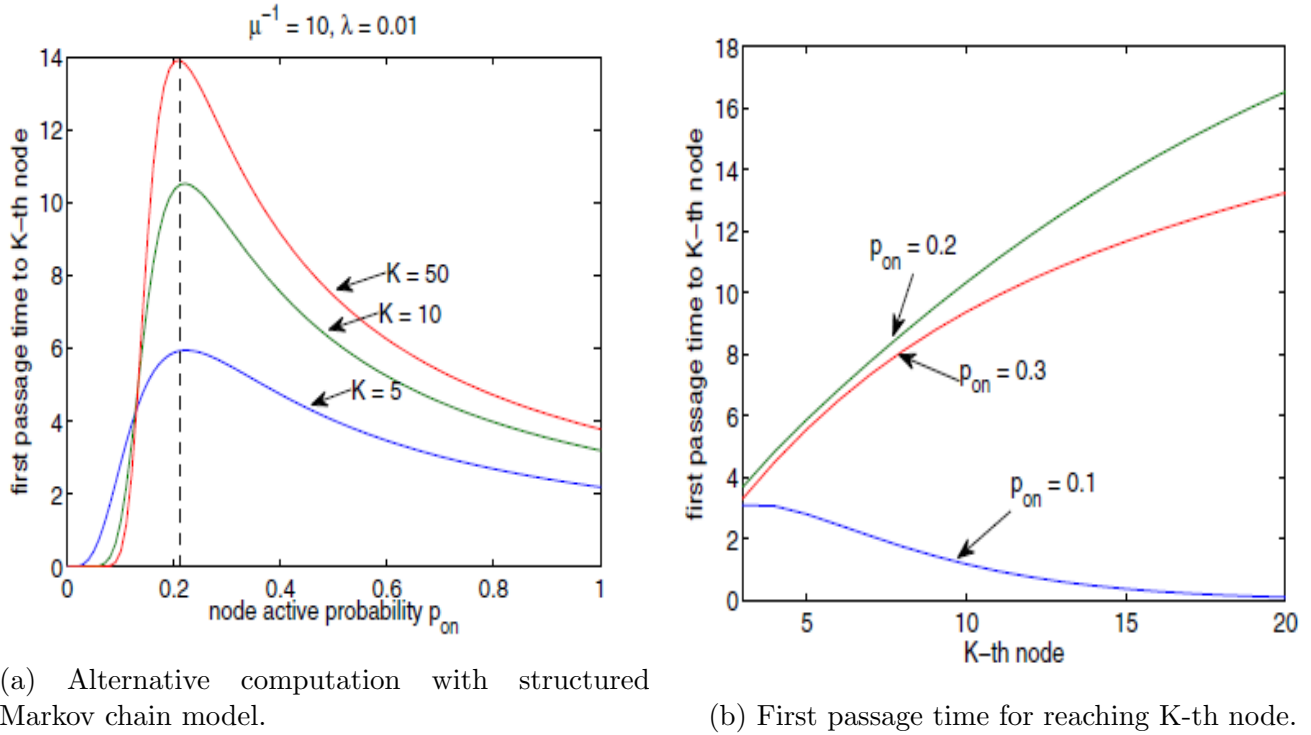 μ⁻¹ = 10, λ = 0.01
first passage time to K-th node
14
12
10
8
6
4
2
0
K = 50
K = 10
K = 5
0 0.2 0.4 0.6 0.8 1
node active probability p_on
(a) Alternative computation with structured
Markov chain model.
first passage time to K-th node
18
16
14
12
10
8
6
4
2
0
p_on = 0.2
p_on = 0.3
p_on = 0.1
5 10 15 20
K-th node
(b) First passage time for reaching K-th node.